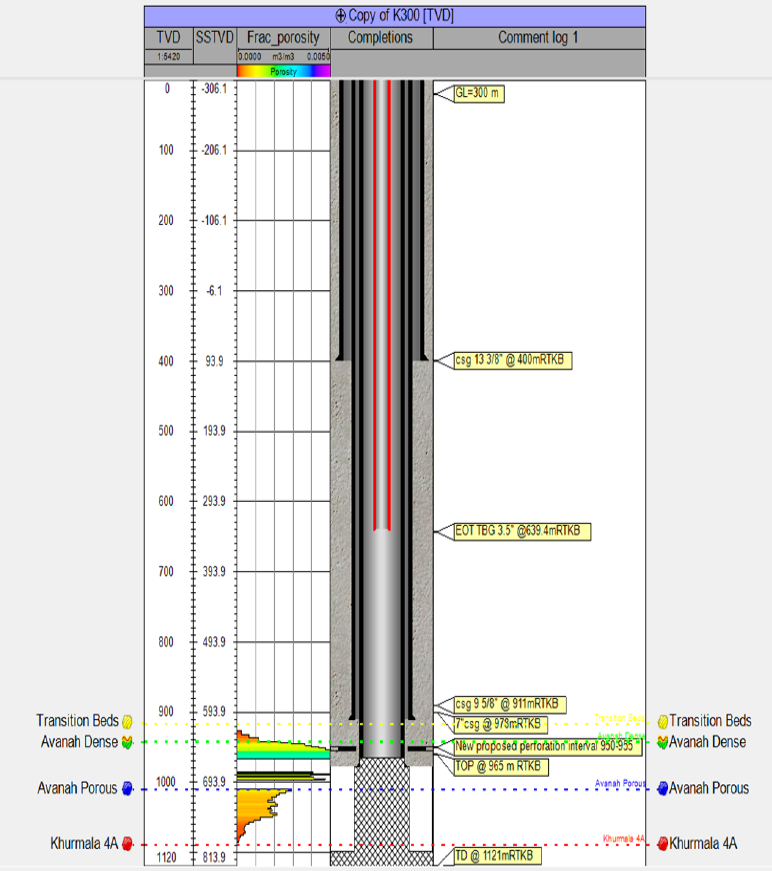 Copy of K300 [TVD]
TVD SSTVD Frac_porosity Completions Comment log 1
1:5420 0.0000 m3/m3 0.0050
Porosity
0 -306.1
GL=300 m
100 -206.1
200 -106.1
300 -6.1
400 93.9
csg 13 3/8" @ 400mRTKB
500 193.9
600 293.9
EOT TBG 3.5" @639.4mRTKB
700 393.9
800 493.9
csg 9 5/8" @ 911mRTKB
900 593.9
Transition Beds Transition Beds Transition Beds
7"csg @ 978mRTKB
Avanah Dense Avanah Dense Avanah Dense
New proposed perforation interval 950-955
TOP @ 965 m RTKB
1000 693.9
Avanah Porous Avanah Porous Avanah Porous
Khurmala 4A Khurmala 4A Khurmala 4A
1120 813.9
TD @ 1121mRTKB